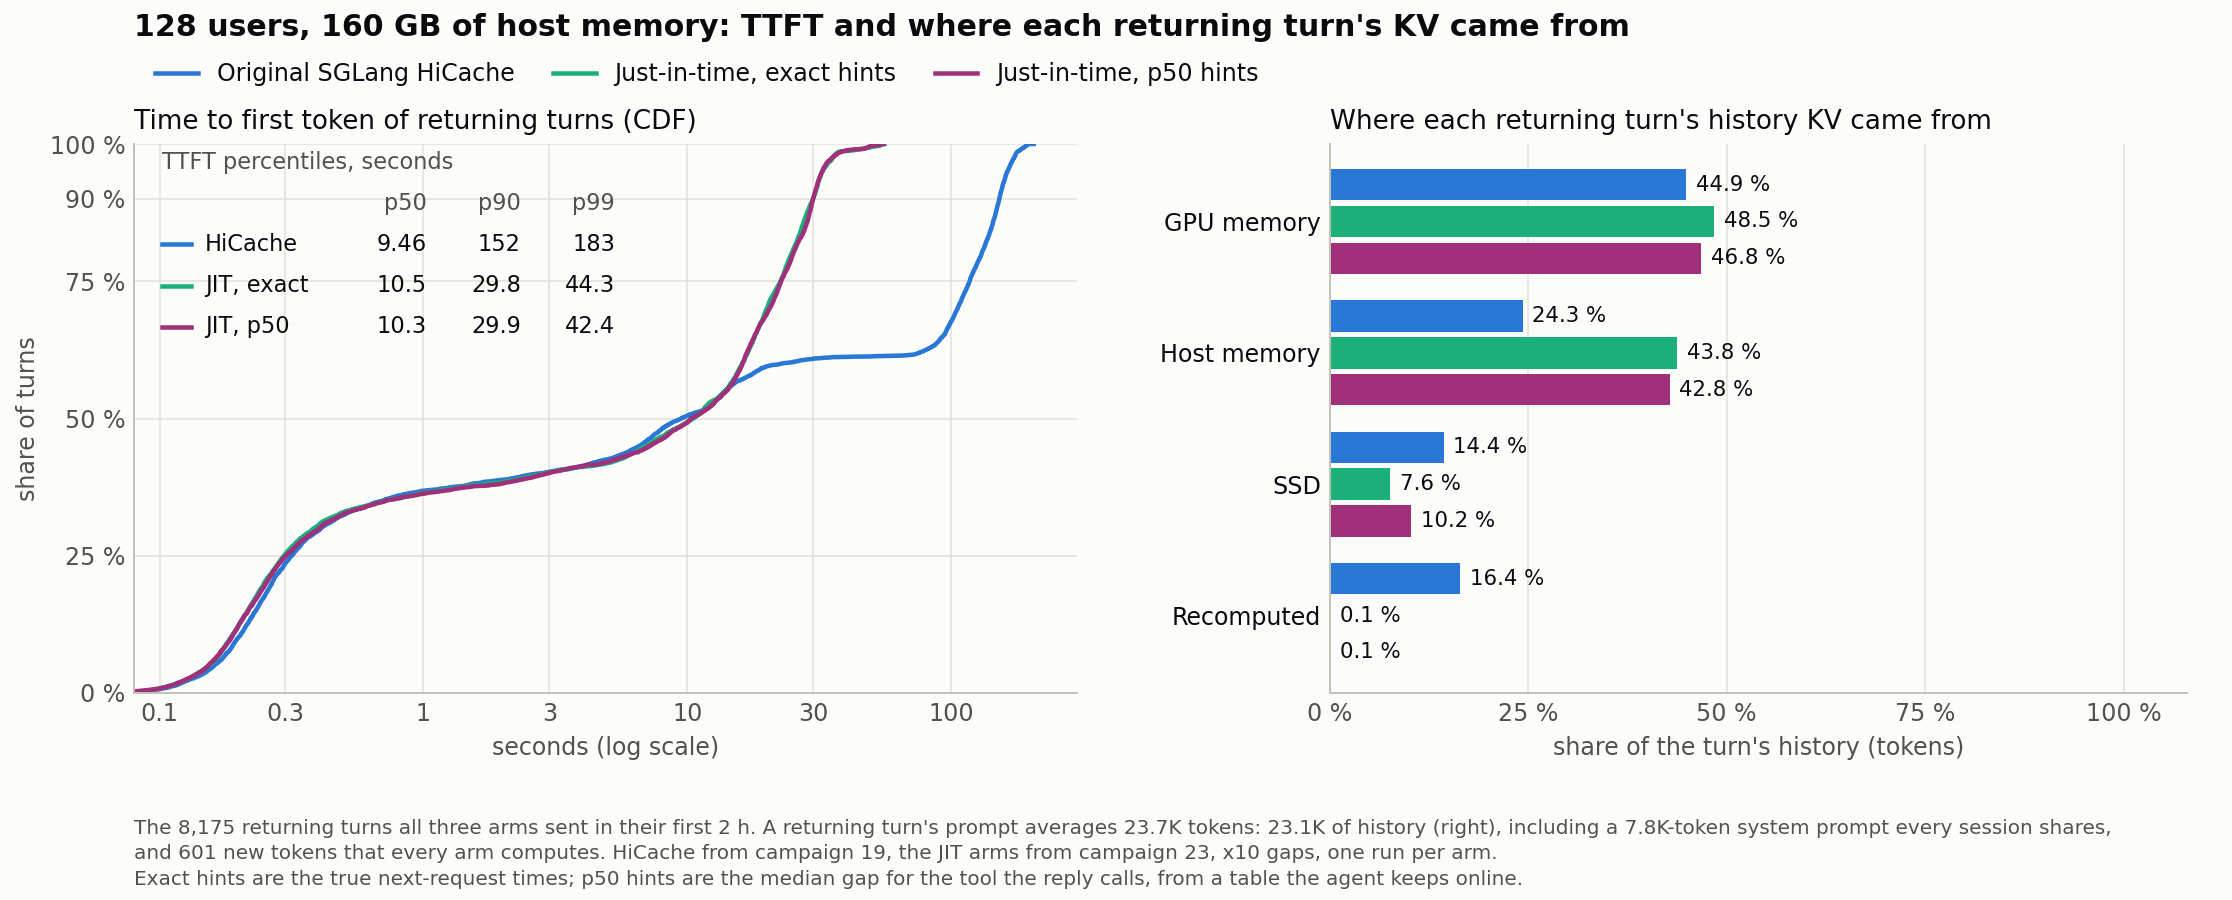 128 users, 160 GB of host memory: TTFT and where each returning turn's KV came from
Original SGLang HiCache
Just-in-time, exact hints
Just-in-time, p50 hints
Time to first token of returning turns (CDF)
100 %
90 %
75 %
50 %
25 %
0 %
share of turns
TTFT percentiles, seconds
p50 p90 p99
HiCache 9.46 152 183
JIT, exact 10.5 29.8 44.3
JIT, p50 10.3 29.9 42.4
0.1 0.3 1 3 10 30 100
seconds (log scale)
Where each returning turn's history KV came from
GPU memory
44.9 %
48.5 %
46.8 %
Host memory
24.3 %
43.8 %
42.8 %
SSD
14.4 %
7.6 %
10.2 %
Recomputed
16.4 %
0.1 %
0.1 %
0 % 25 % 50 % 75 % 100 %
share of the turn's history (tokens)
The 8,175 returning turns all three arms sent in their first 2 h. A returning turn's prompt averages 23.7K tokens: 23.1K of history (right), including a 7.8K-token system prompt every session shares,
and 601 new tokens that every arm computes. HiCache from campaign 19, the JIT arms from campaign 23, x10 gaps, one run per arm.
Exact hints are the true next-request times; p50 hints are the median gap for the tool the reply calls, from a table the agent keeps online.